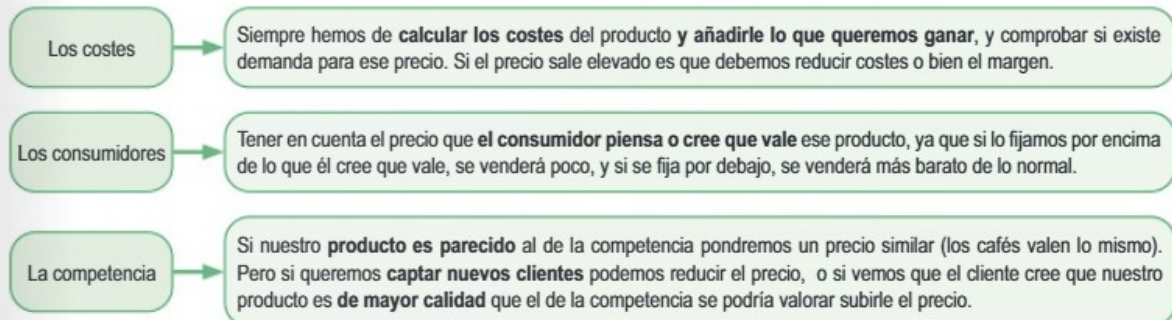 Los costes
Siempre hemos de calcular los costes del producto y añadirle lo que queremos ganar, y comprobar si existe
demanda para ese precio. Si el precio sale elevado es que debemos reducir costes o bien el margen.
Los consumidores
Tener en cuenta el precio que el consumidor piensa o cree que vale ese producto, ya que si lo fijamos por encima
de lo que él cree que vale, se venderá poco, y si se fija por debajo, se venderá más barato de lo normal.
La competencia
Si nuestro producto es parecido al de la competencia pondremos un precio similar (los cafés valen lo mismo).
Pero si queremos captar nuevos clientes podemos reducir el precio, o si vemos que el cliente cree que nuestro
producto es de mayor calidad que el de la competencia se podría valorar subirle el precio.